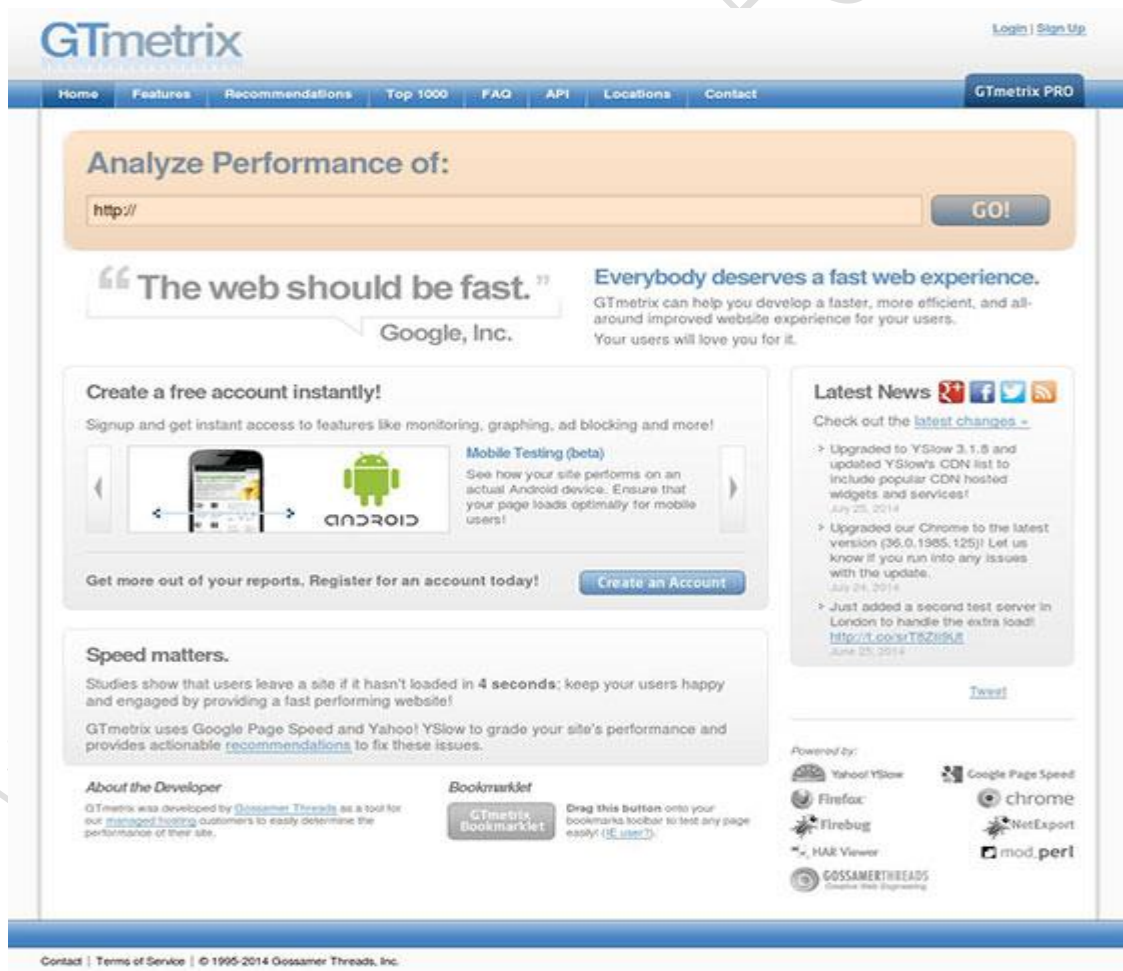 GTmetrix
Login | Sign Up
Home Features Recommendations Top 1000 FAQ API Locations Contact
GTmetrix PRO
Analyze Performance of:
http://
GO!
“ The web should be fast. ”
Google, Inc.
Everybody deserves a fast web experience.
GTmetrix can help you develop a faster, more efficient, and all-
around improved website experience for your users.
Your users will love you for it.
Create a free account instantly!
Signup and get instant access to features like monitoring, graphing, ad blocking and more!
Mobile Testing (beta)
See how your site performs on an
actual Android device. Ensure that
your page loads optimally for mobile
users!
ANDROID
Get more out of your reports. Register for an account today!
Create an Account
Speed matters.
Studies show that users leave a site if it hasn't loaded in 4 seconds; keep your users happy
and engaged by providing a fast performing website!
GTmetrix uses Google Page Speed and Yahoo! YSlow to grade your site's performance and
provides actionable recommendations to fix these issues.
About the Developer
GTmetrix was developed by Gossamer Threads as a tool for
our managed hosting customers to easily determine the
performance of their site.
Bookmarklet
GTmetrix
Bookmarklet
Drag this button onto your
bookmarks toolbar to test any page
easily! (IE user?).
Latest News
Check out the latest changes »
Upgraded to YSlow 3.1.8 and
updated YSlow's CDN list to
include popular CDN hosted
widgets and services!
July 25, 2014
Upgraded our Chrome to the latest
version (36.0.1985.125)! Let us
know if you run into any issues
with the update.
July 24, 2014
Just added a second test server in
London to handle the extra load!
June 25, 2014
Tweet
Powered by:
Yahoo! YSlow Google Page Speed
Firefox chrome
Firebug NetExport
HAR Viewer mod_perl
GOSSAMERTHREADS
Creative Web Engineering
Contact | Terms of Service | © 1995-2014 Gossamer Threads, Inc.